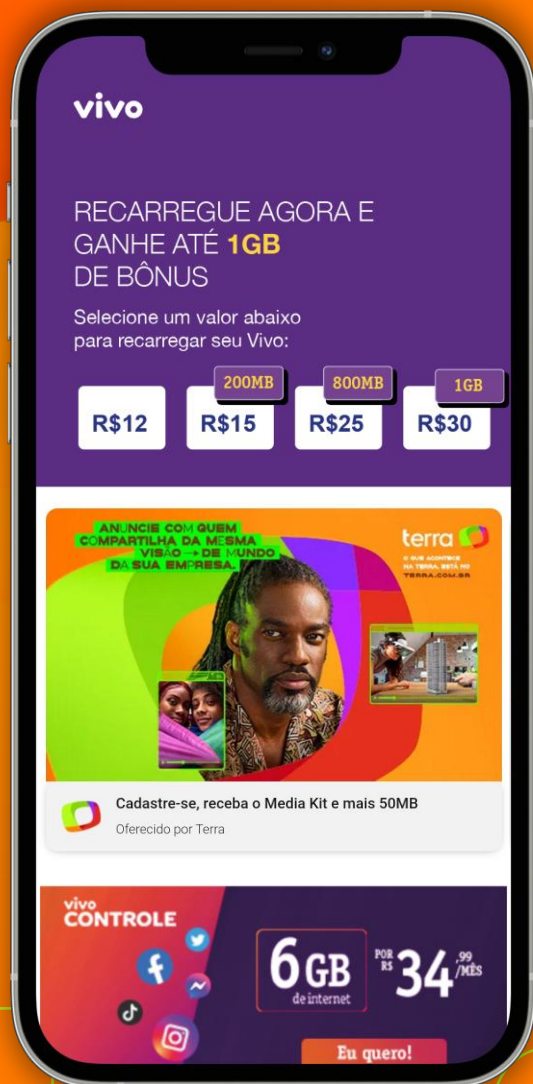 vivo
RECARREGUE AGORA E
GANHE ATÉ 1GB
DE BÔNUS
Selecione um valor abaixo
para recarregar seu Vivo:
200MB
800MB
1GB
R$12
R$15
R$25
R$30
ANUNCIE COM QUEM
COMPARTILHA DA MESMA
VISÃO → DE MUNDO
DA SUA EMPRESA.
terra
O QUE ACONTECE
NA TERRA, ESTÁ NO
TERRA.COM.BR
Cadastre-se, receba o Media Kit e mais 50MB
Oferecido por Terra
vivo
CONTROLE
6GB
de internet
POR
R$ 34,99
/MÊS
Eu quero!